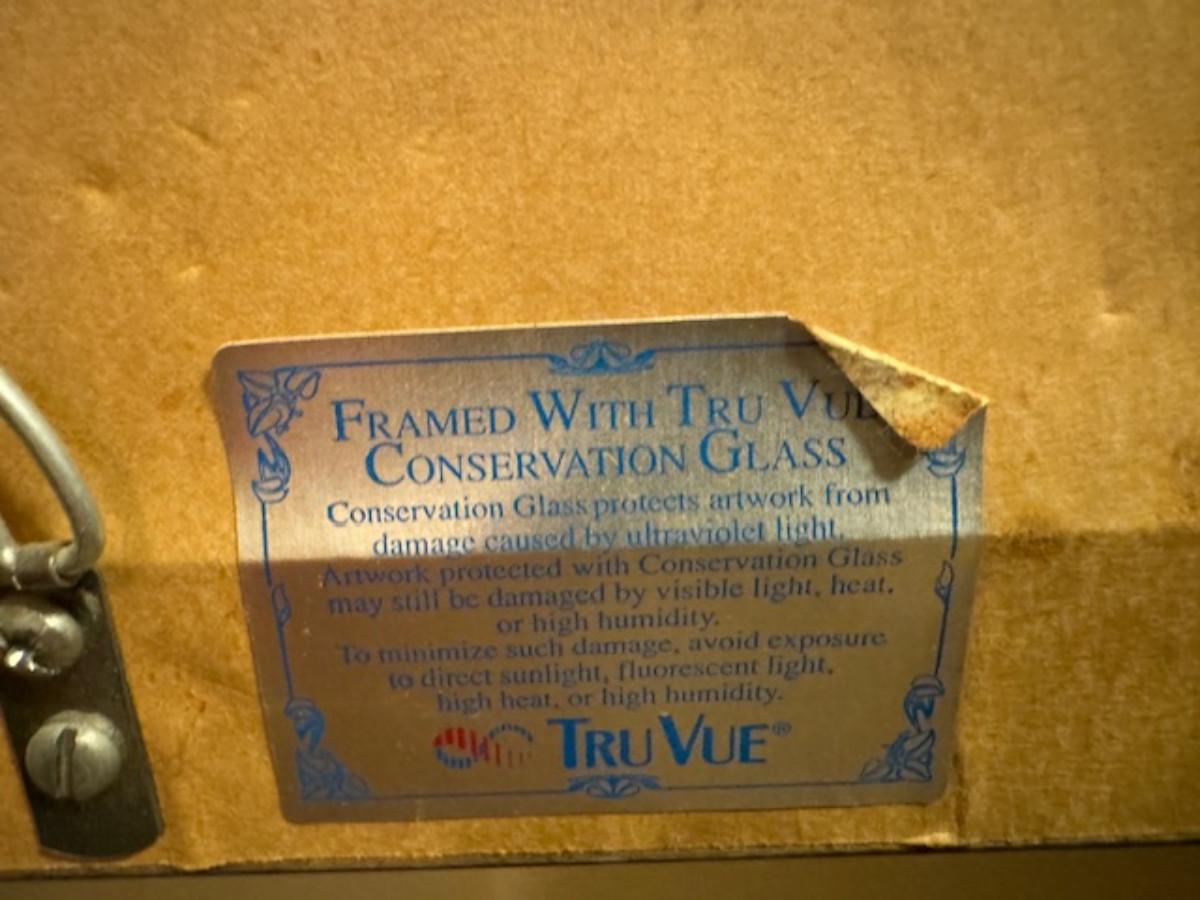 FRAMED WITH TRU VUE
CONSERVATION GLASS
Conservation Glass protects artwork from
damage caused by ultraviolet light.
Artwork protected with Conservation Glass
may still be damaged by visible light, heat,
or high humidity.
To minimize such damage, avoid exposure
to direct sunlight, fluorescent light,
high heat, or high humidity.
TRU VUE®